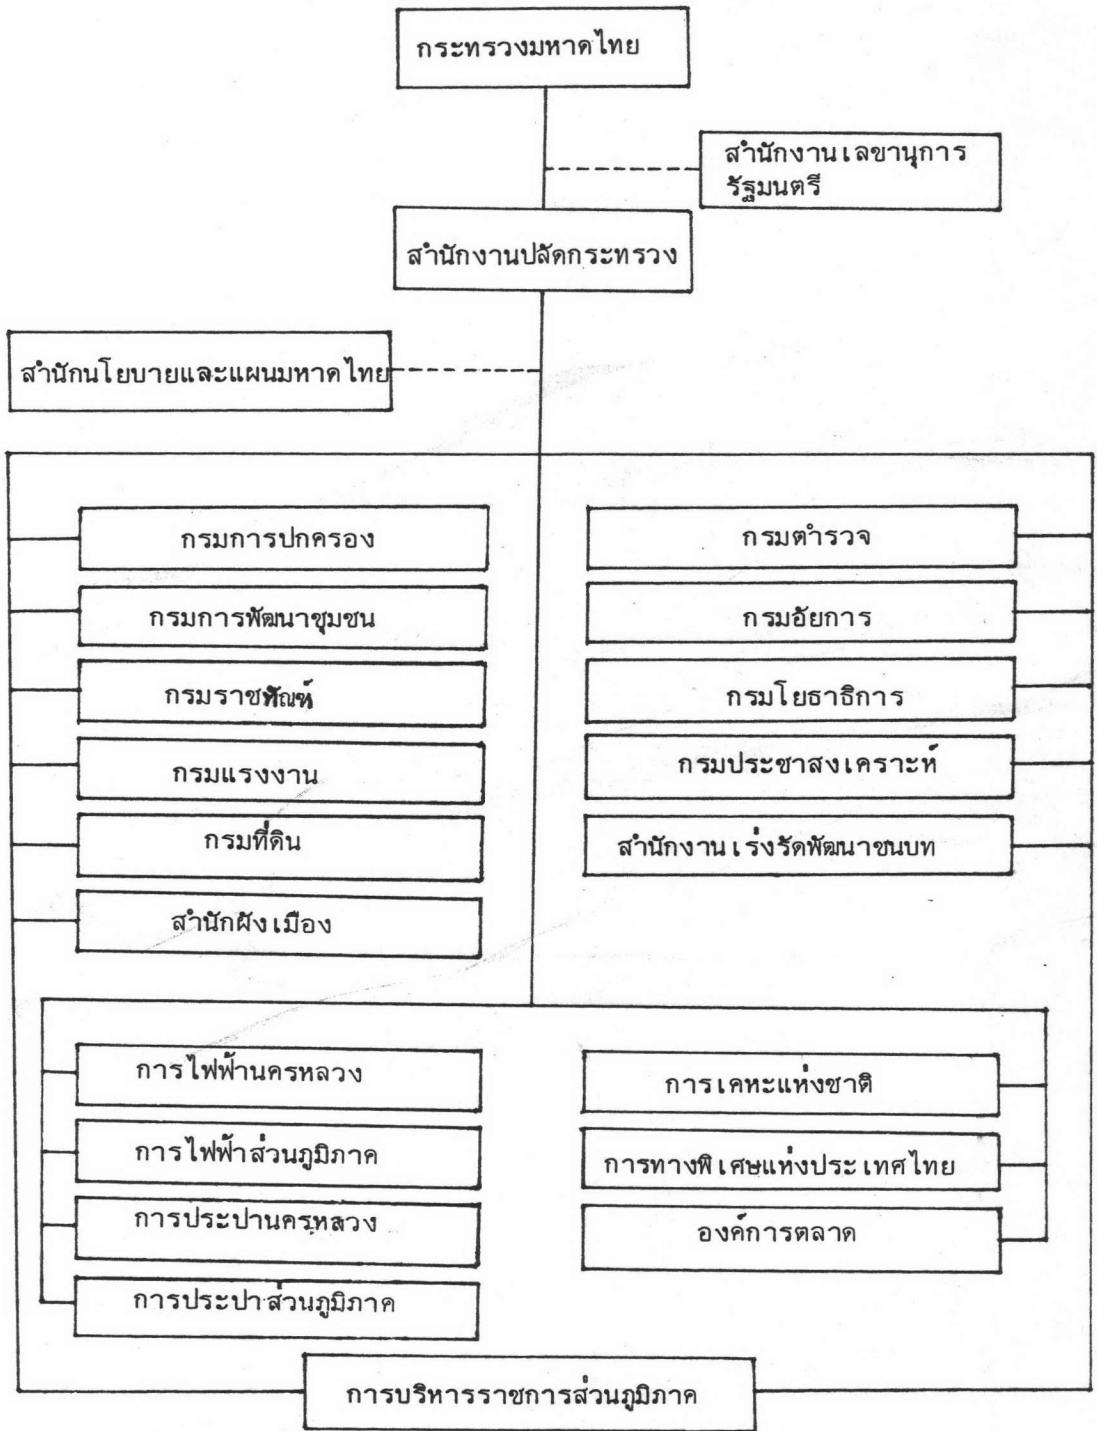 กระทรวงมหาดไทย
สำนักงานเลขานุการ
รัฐมนตรี
สำนักงานปลัดกระทรวง
สำนักนโยบายและแผนมหาดไทย
กรมการปกครอง
กรมการพัฒนาชุมชน
กรมราชทัณฑ์
กรมแรงงาน
กรมที่ดิน
สำนักผังเมือง
กรมตำรวจ
กรมอัยการ
กรมโยธาธิการ
กรมประชาสงเคราะห์
สำนักงานเร่งรัดพัฒนาชนบท
การไฟฟ้านครหลวง
การไฟฟ้าส่วนภูมิภาค
การประปานครหลวง
การประปาส่วนภูมิภาค
การเคหะแห่งชาติ
การทางพิเศษแห่งประเทศไทย
องค์การตลาด
การบริหารราชการส่วนภูมิภาค